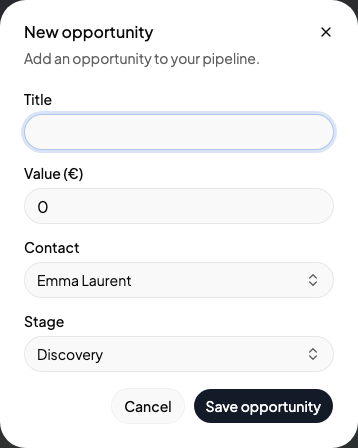 New opportunity
Add an opportunity to your pipeline.
Title
Value (€)
0
Contact
Emma Laurent
Stage
Discovery
Cancel
Save opportunity